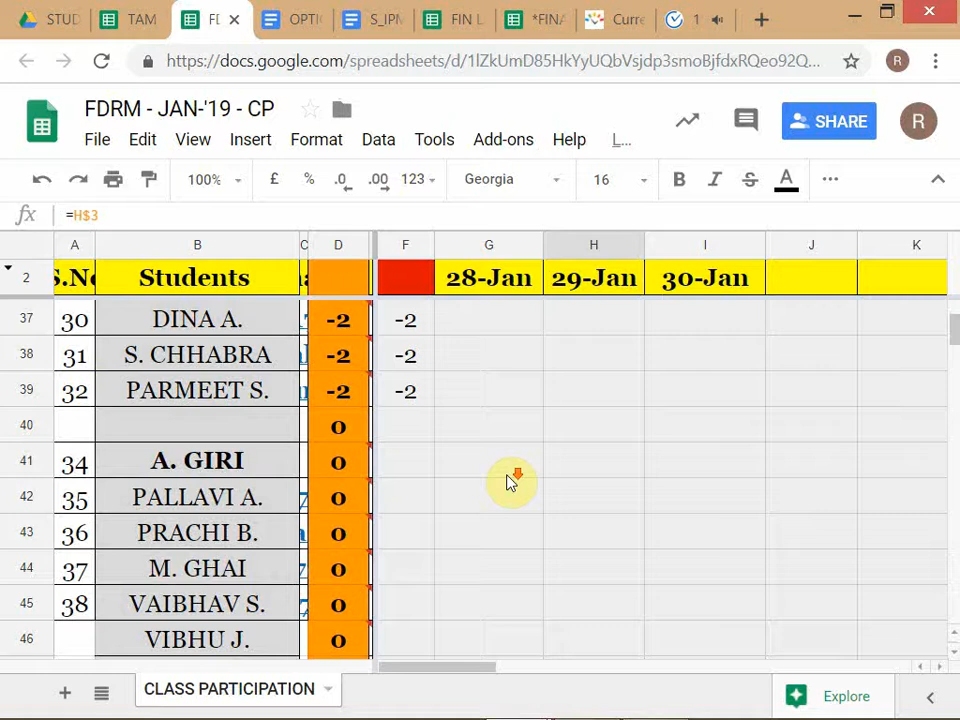 STUD TAM FD OPTI S_IPM FIN L *FINA Curre 1
https://docs.google.com/spreadsheets/d/1lZkUmD85HkYyUQbVsjdp3smoBjfdxRQeo92Q... R
FDRM - JAN-'19 - CP
SHARE R
File Edit View Insert Format Data Tools Add-ons Help L...
100% £ % .0 .00 123 Georgia 16 B I S A ...
fx =H$3
A B C D F G H I J K
2 S.No Students 28-Jan 29-Jan 30-Jan
37 30 DINA A. -2 -2
38 31 S. CHHABRA -2 -2
39 32 PARMEET S. -2 -2
40 0
41 34 A. GIRI 0
42 35 PALLAVI A. 0
43 36 PRACHI B. 0
44 37 M. GHAI 0
45 38 VAIBHAV S. 0
46 VIBHU J. 0
CLASS PARTICIPATION Explore